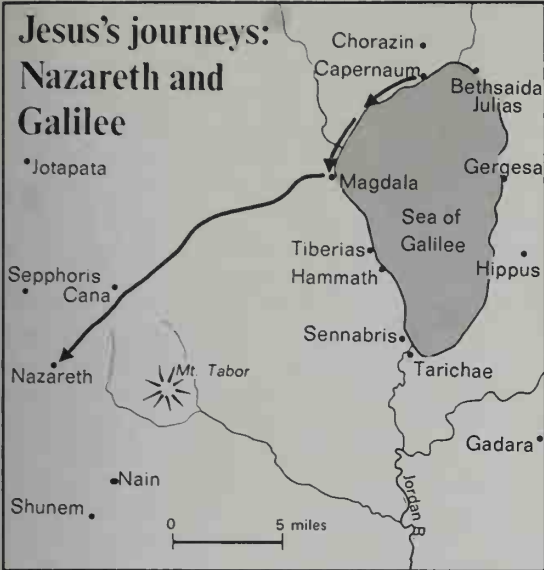 Jesus's journeys:
Nazareth and
Galilee
Chorazin
Capernaum
Bethsaida
Julias
Jotapata
Gergesa
Magdala
Sea of
Galilee
Tiberias
Hammath
Hippus
Sepphoris
Cana
Sennabris
Tarichae
Nazareth
Mt. Tabor
Gadara
Nain
Jordan R
Shunem
0 5 miles